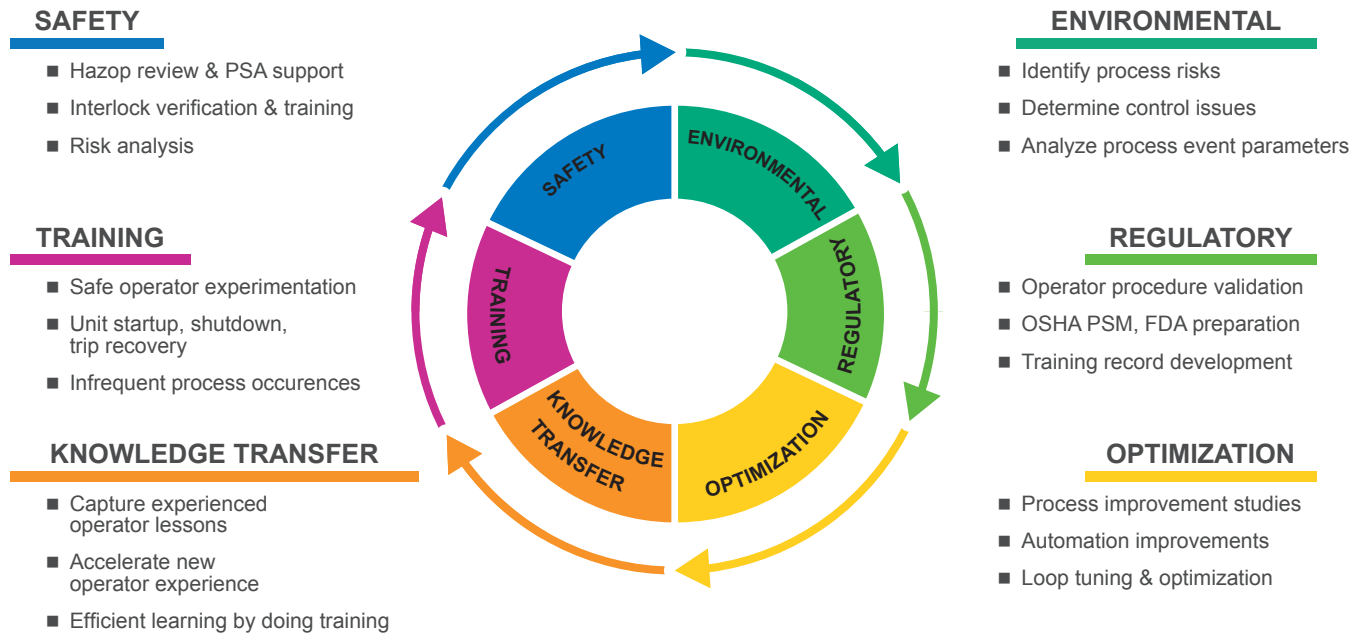 SAFETY
■ Hazop review & PSA support
■ Interlock verification & training
■ Risk analysis
TRAINING
■ Safe operator experimentation
■ Unit startup, shutdown,
trip recovery
■ Infrequent process occurences
KNOWLEDGE TRANSFER
■ Capture experienced
operator lessons
■ Accelerate new
operator experience
■ Efficient learning by doing training
SAFETY
ENVIRONMENTAL
REGULATORY
OPTIMIZATION
KNOWLEDGE
TRANSFER
TRAINING
ENVIRONMENTAL
■ Identify process risks
■ Determine control issues
■ Analyze process event parameters
REGULATORY
■ Operator procedure validation
■ OSHA PSM, FDA preparation
■ Training record development
OPTIMIZATION
■ Process improvement studies
■ Automation improvements
■ Loop tuning & optimization